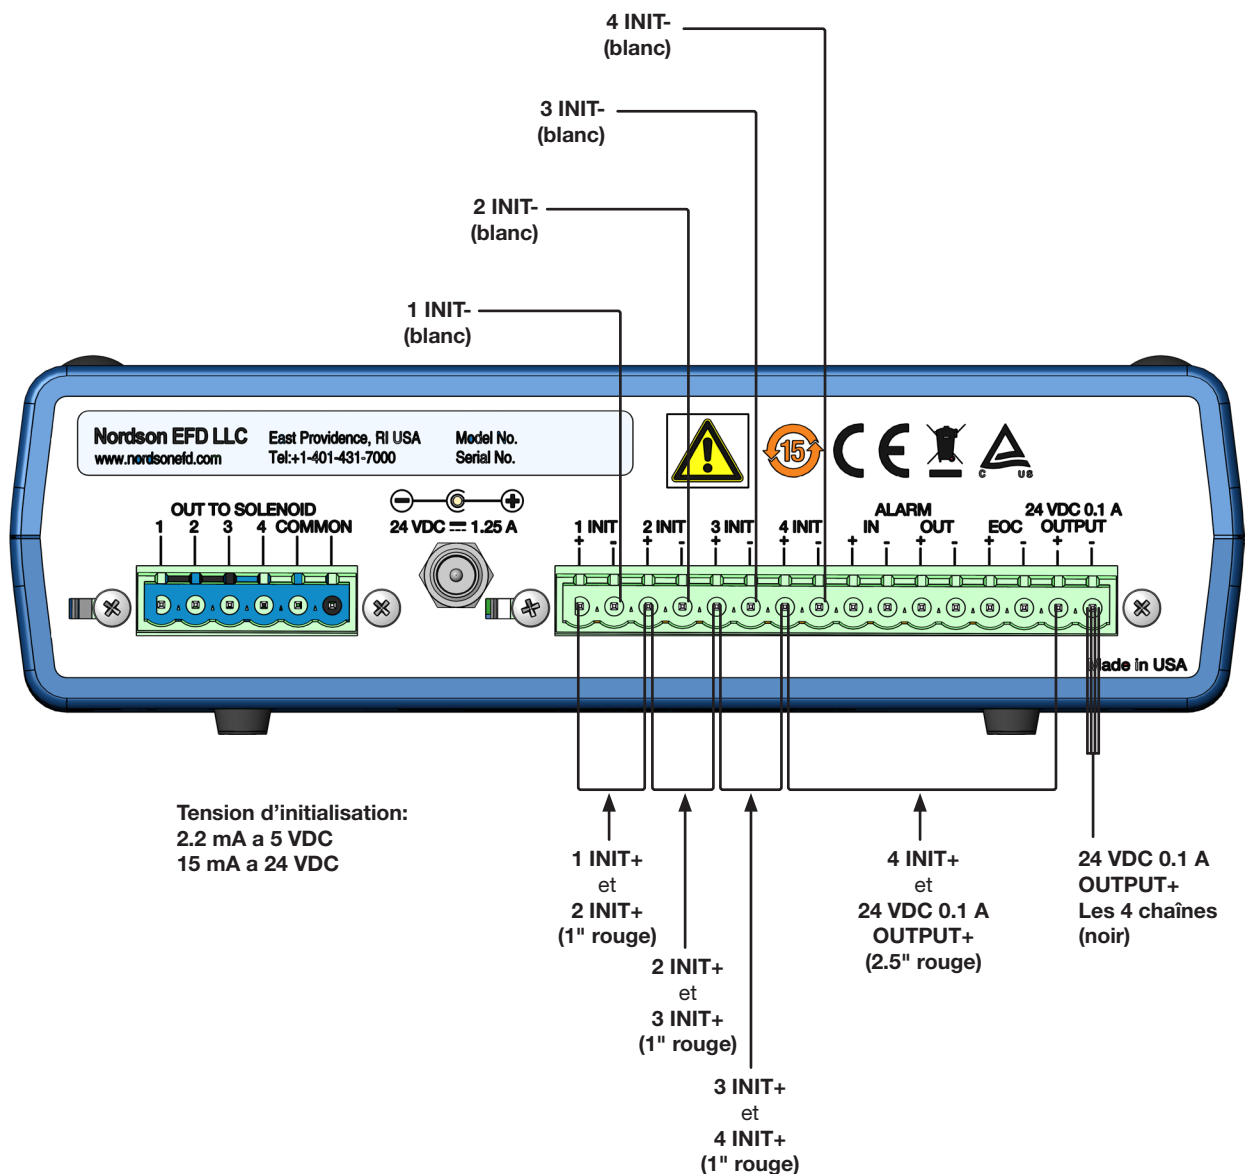 4 INIT-
(blanc)
3 INIT-
(blanc)
2 INIT-
(blanc)
1 INIT-
(blanc)
Nordson EFD LLC
www.nordsonefd.com
East Providence, RI USA
Tel:+1-401-431-7000
Model No.
Serial No.
15
C US
OUT TO SOLENOID
1 2 3 4 COMMON
24 VDC 1.25 A
1 INIT
+ -
2 INIT
+ -
3 INIT
+ -
4 INIT
+ -
ALARM
IN OUT
+ - + -
EOC
+ -
24 VDC 0.1 A
OUTPUT
+ -
Made in USA
Tension d'initialisation:
2.2 mA a 5 VDC
15 mA a 24 VDC
1 INIT+
et
2 INIT+
(1" rouge)
2 INIT+
et
3 INIT+
(1" rouge)
3 INIT+
et
4 INIT+
(1" rouge)
4 INIT+
et
24 VDC 0.1 A
OUTPUT+
(2.5" rouge)
24 VDC 0.1 A
OUTPUT+
Les 4 chaînes
(noir)